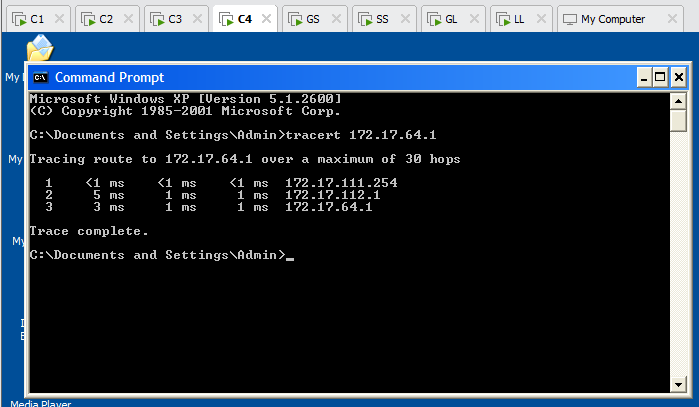 C1 C2 C3 C4 GS SS GL LL My Computer
Command Prompt
Microsoft Windows XP [Version 5.1.2600]
(C) Copyright 1985-2001 Microsoft Corp.
C:\Documents and Settings\Admin>tracert 172.17.64.1
Tracing route to 172.17.64.1 over a maximum of 30 hops
1 <1 ms <1 ms <1 ms 172.17.111.254
2 5 ms 1 ms 1 ms 172.17.112.1
3 3 ms 1 ms 1 ms 172.17.64.1
Trace complete.
C:\Documents and Settings\Admin>_
My
My
My
Media Player